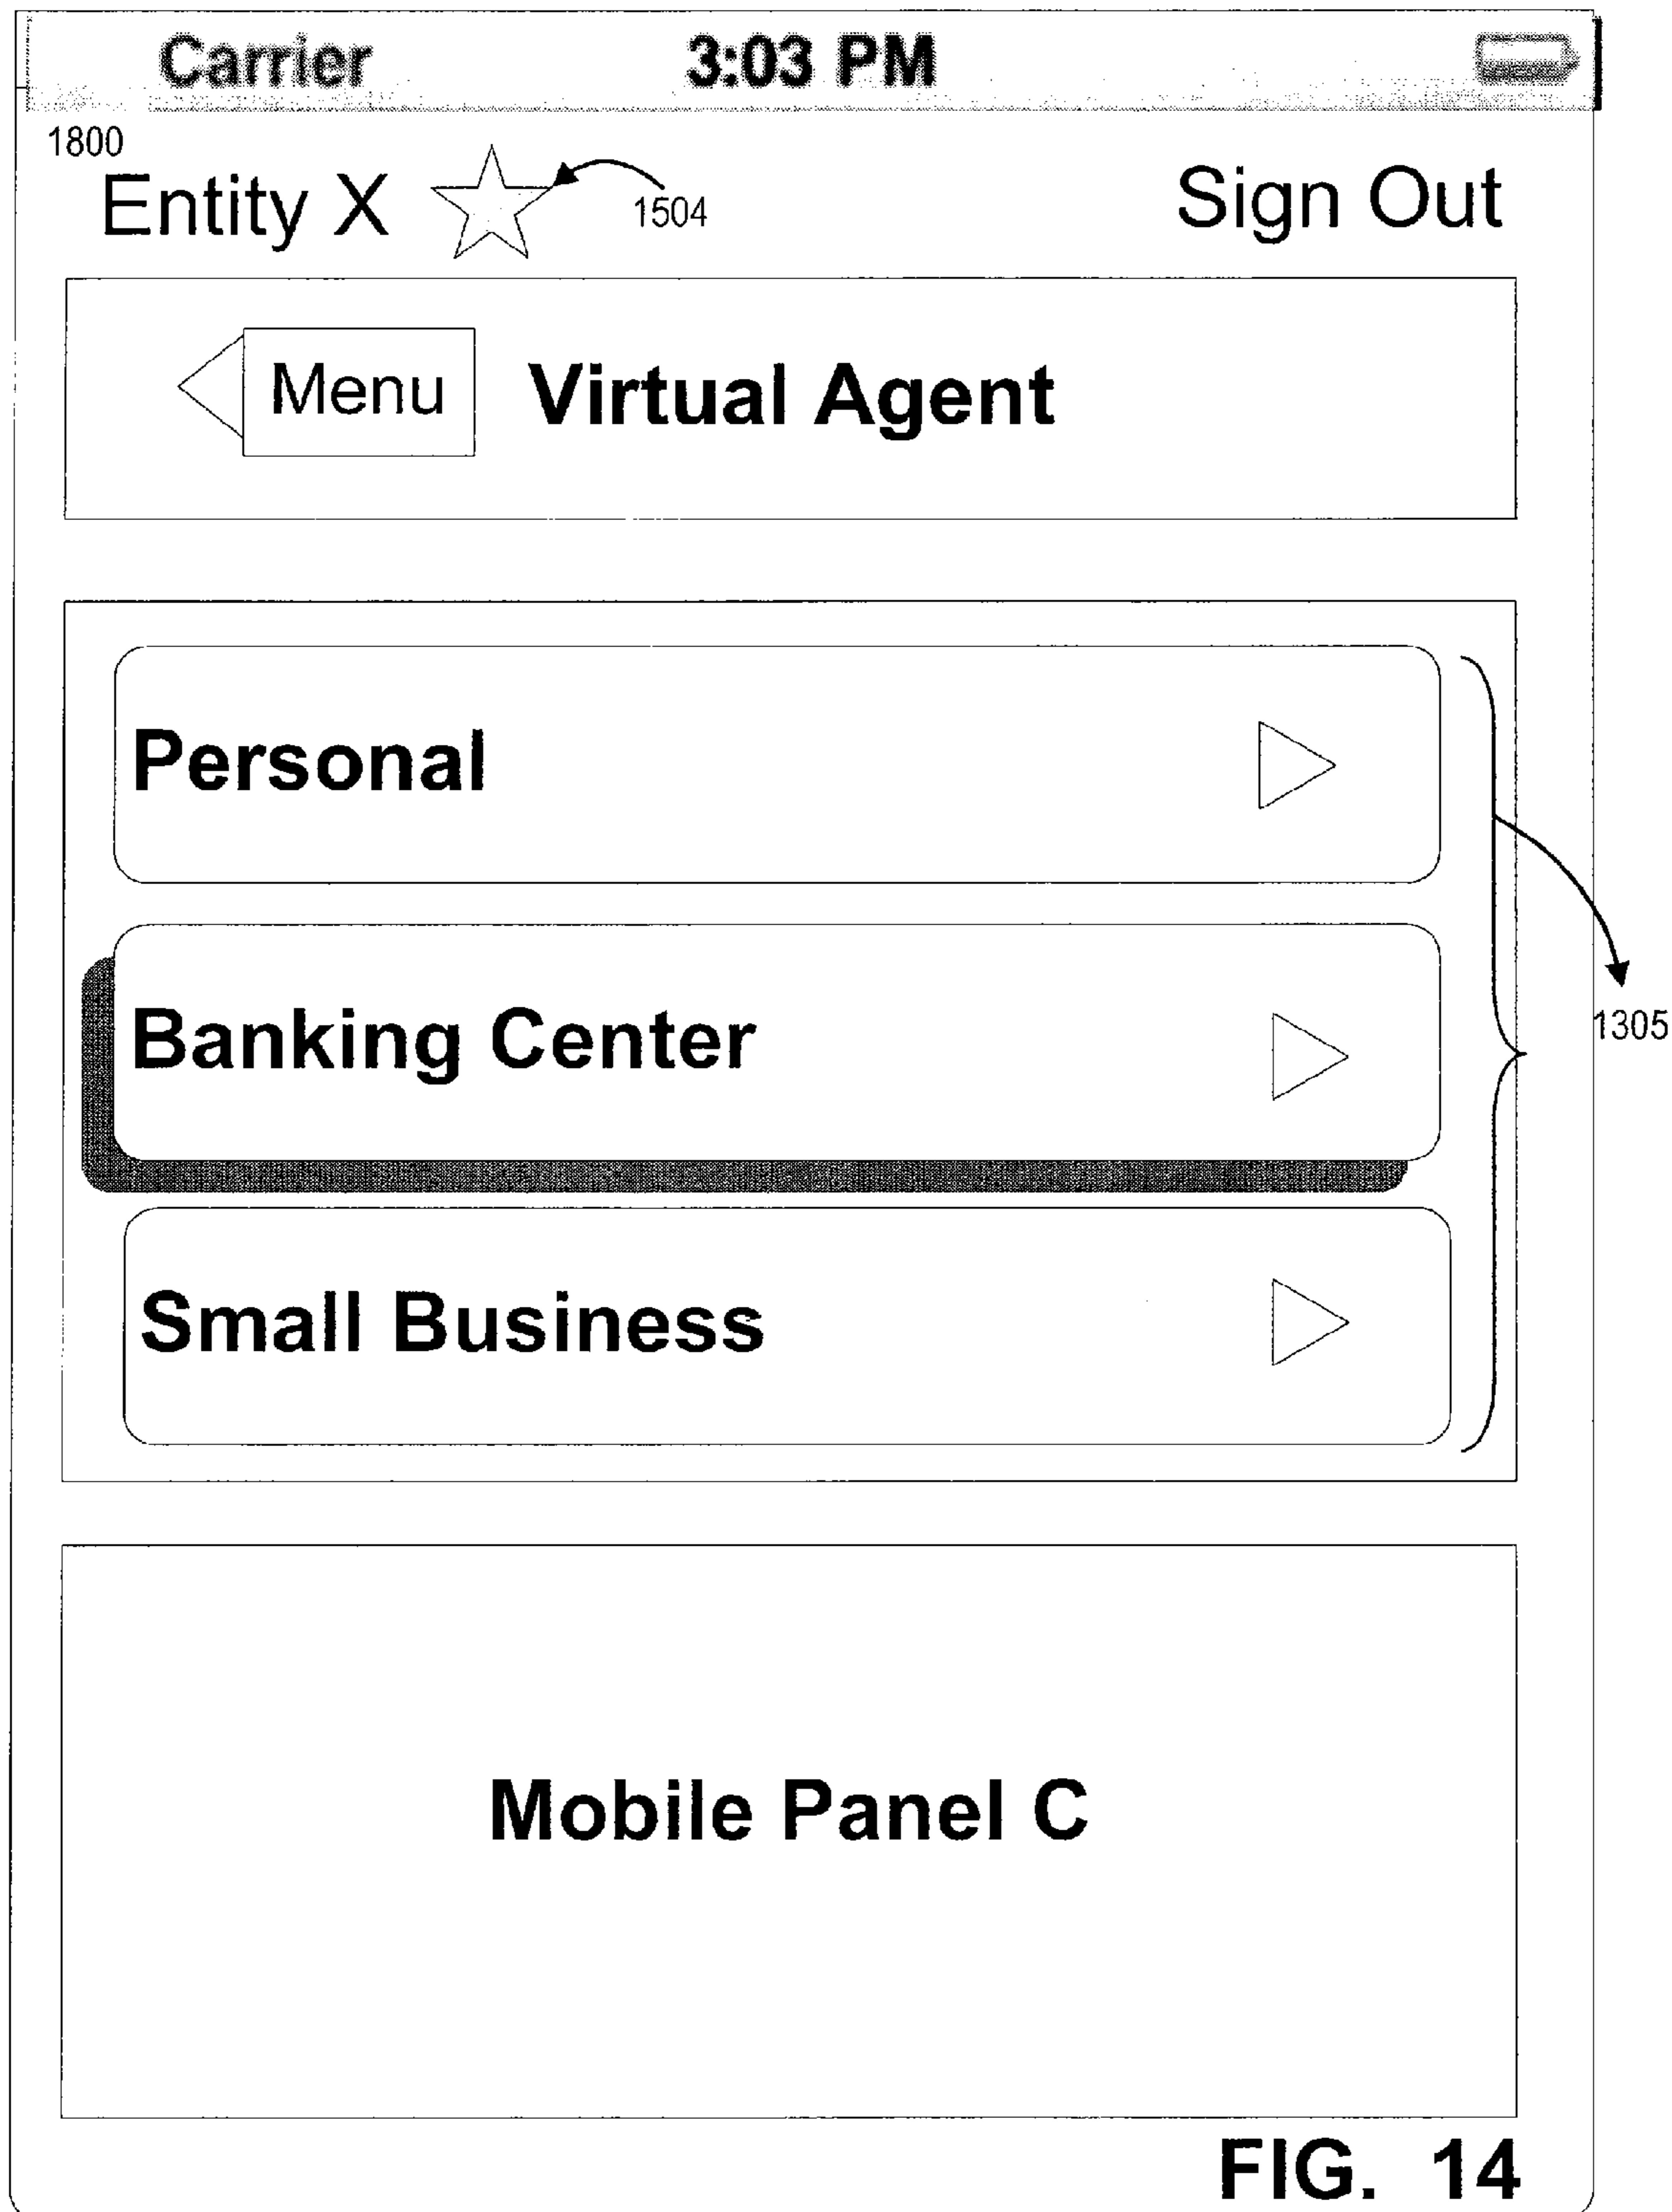 Carrier 3:03 PM
1800
Entity X 1504 Sign Out
Menu Virtual Agent
Personal
Banking Center
1305
Small Business
Mobile Panel C
FIG. 14